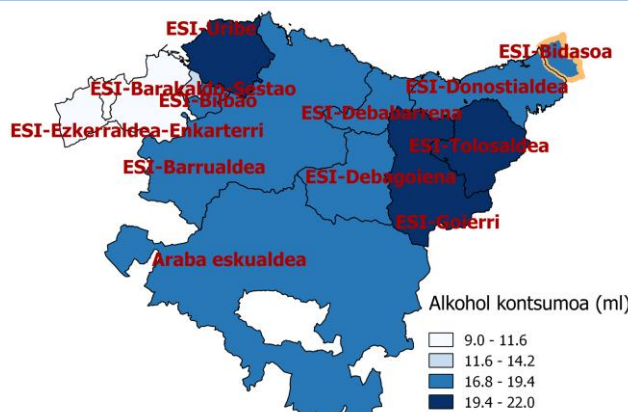 ESI-Uribe
ESI-Bidasoa
ESI-Barakaldo-Sestao
ESI-Donostialdea
ESI-Bilbao
ESI-Debabarrena
ESI-Ezkerraldea-Enkarterri
ESI-Tolosaldea
ESI-Barrualdea
ESI-Debagoiena
ESI-Goierri
Araba eskualdea
Alkohol kontsumoa (ml)
9.0 - 11.6
11.6 - 14.2
16.8 - 19.4
19.4 - 22.0